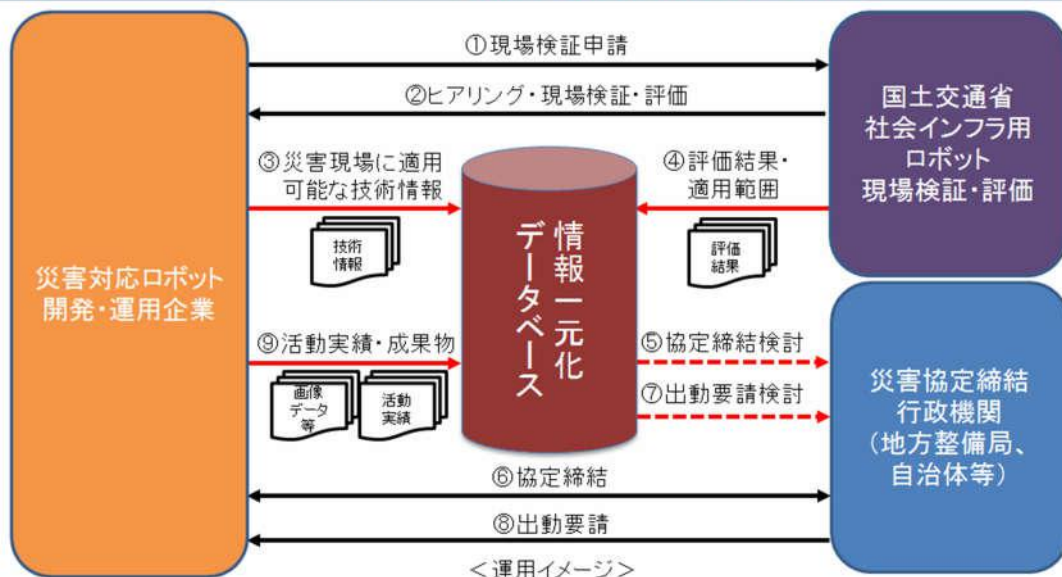 ①現場検証申請
②ヒアリング・現場検証・評価
国土交通省
社会インフラ用
ロボット
現場検証・評価
③災害現場に適用
可能な技術情報
技術
情報
④評価結果・
適用範囲
評価
結果
情報一元化
データベース
災害対応ロボット
開発・運用企業
⑨活動実績・成果物
画像
データ
等
活動
実績
⑤協定締結検討
⑦出動要請検討
災害協定締結
行政機関
(地方整備局、
自治体等)
⑥協定締結
⑧出動要請
<運用イメージ>